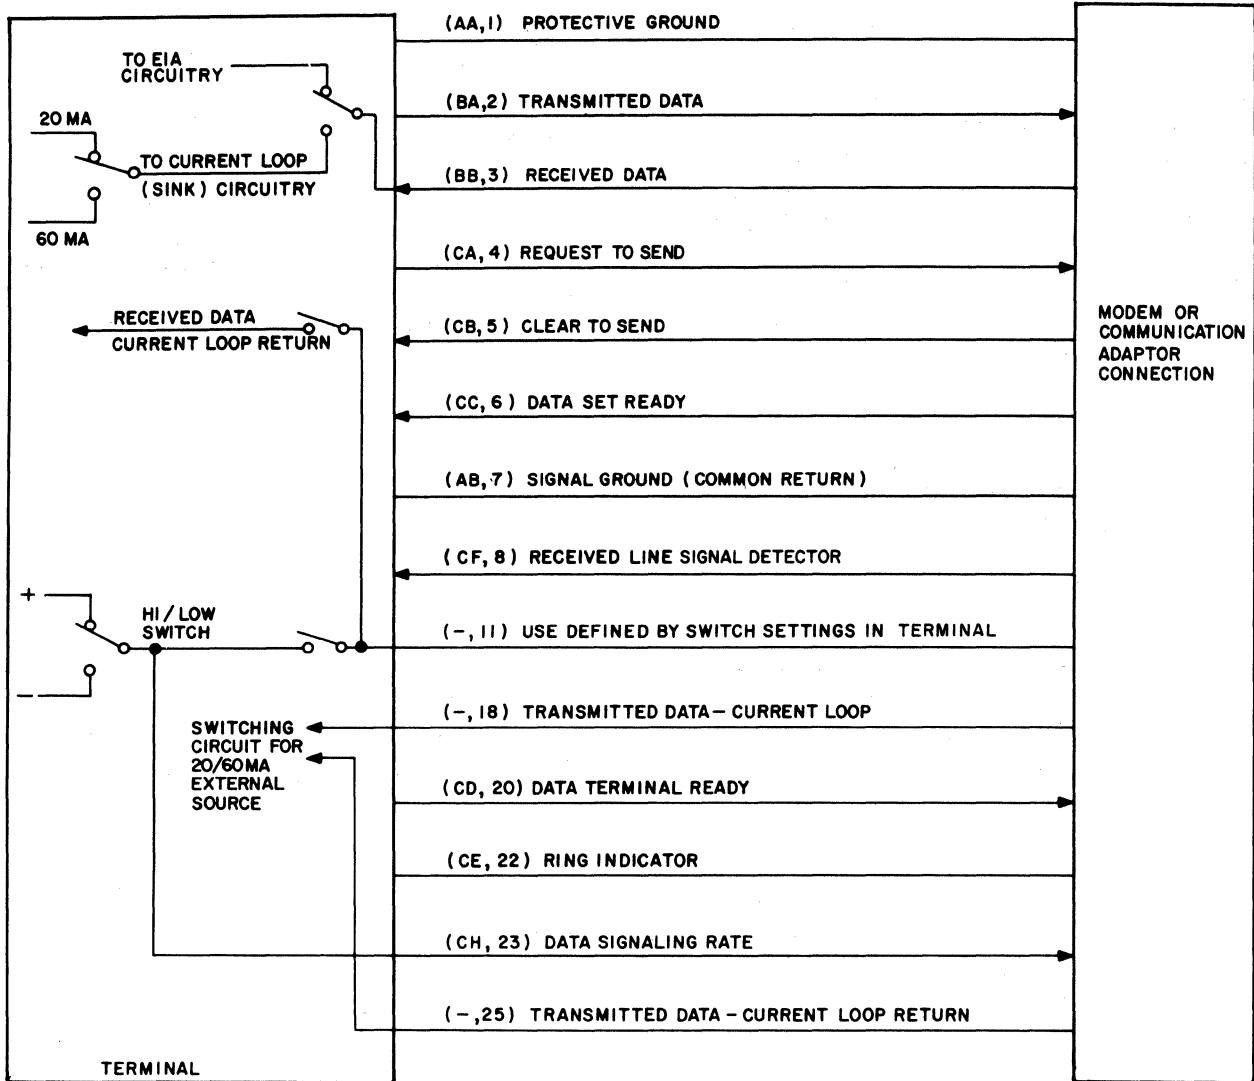 (AA,1) PROTECTIVE GROUND
TO EIA
CIRCUITRY
(BA,2) TRANSMITTED DATA
20 MA
TO CURRENT LOOP
(SINK) CIRCUITRY
(BB,3) RECEIVED DATA
60 MA
(CA,4) REQUEST TO SEND
RECEIVED DATA
CURRENT LOOP RETURN
(CB,5) CLEAR TO SEND
MODEM OR
COMMUNICATION
ADAPTOR
CONNECTION
(CC,6) DATA SET READY
(AB,7) SIGNAL GROUND (COMMON RETURN)
(CF,8) RECEIVED LINE SIGNAL DETECTOR
+
HI/LOW
SWITCH
(-,11) USE DEFINED BY SWITCH SETTINGS IN TERMINAL
-
(-,18) TRANSMITTED DATA-CURRENT LOOP
SWITCHING
CIRCUIT FOR
20/60MA
EXTERNAL
SOURCE
(CD,20) DATA TERMINAL READY
(CE,22) RING INDICATOR
(CH,23) DATA SIGNALING RATE
(-,25) TRANSMITTED DATA-CURRENT LOOP RETURN
TERMINAL